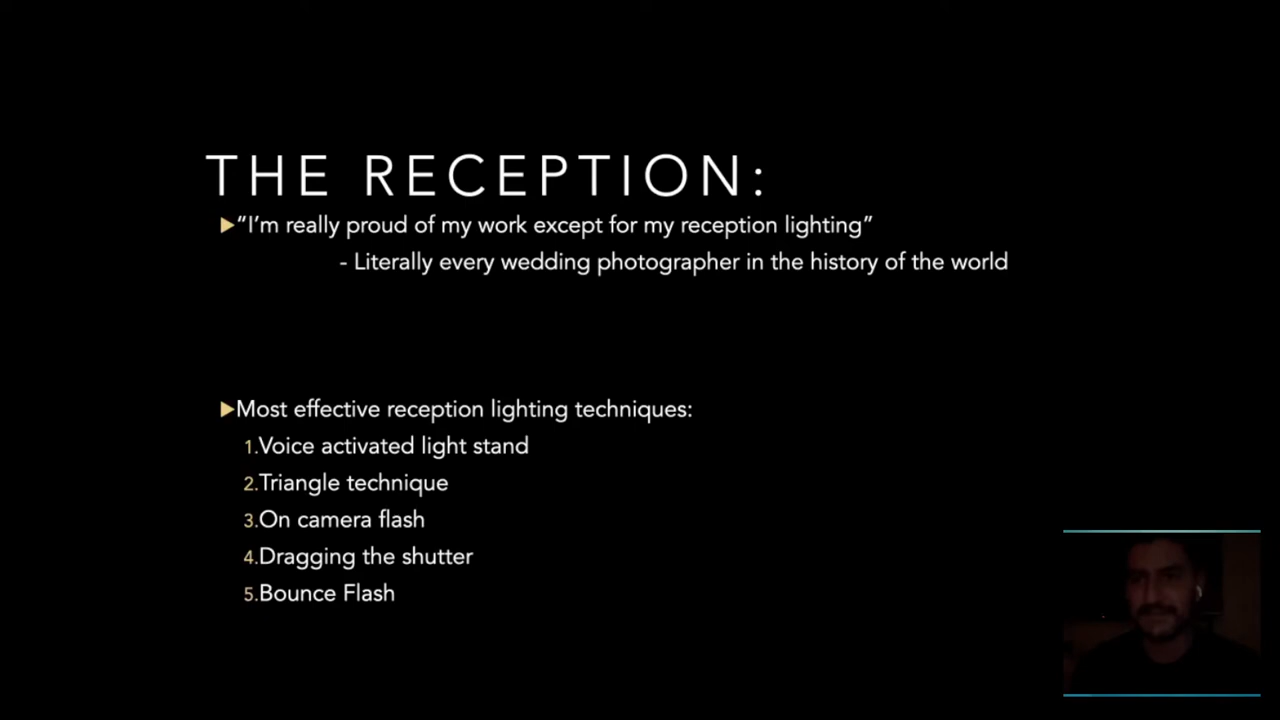 THE RECEPTION:
▶“I’m really proud of my work except for my reception lighting”
- Literally every wedding photographer in the history of the world
▶Most effective reception lighting techniques:
1.Voice activated light stand
2.Triangle technique
3.On camera flash
4.Dragging the shutter
5.Bounce Flash